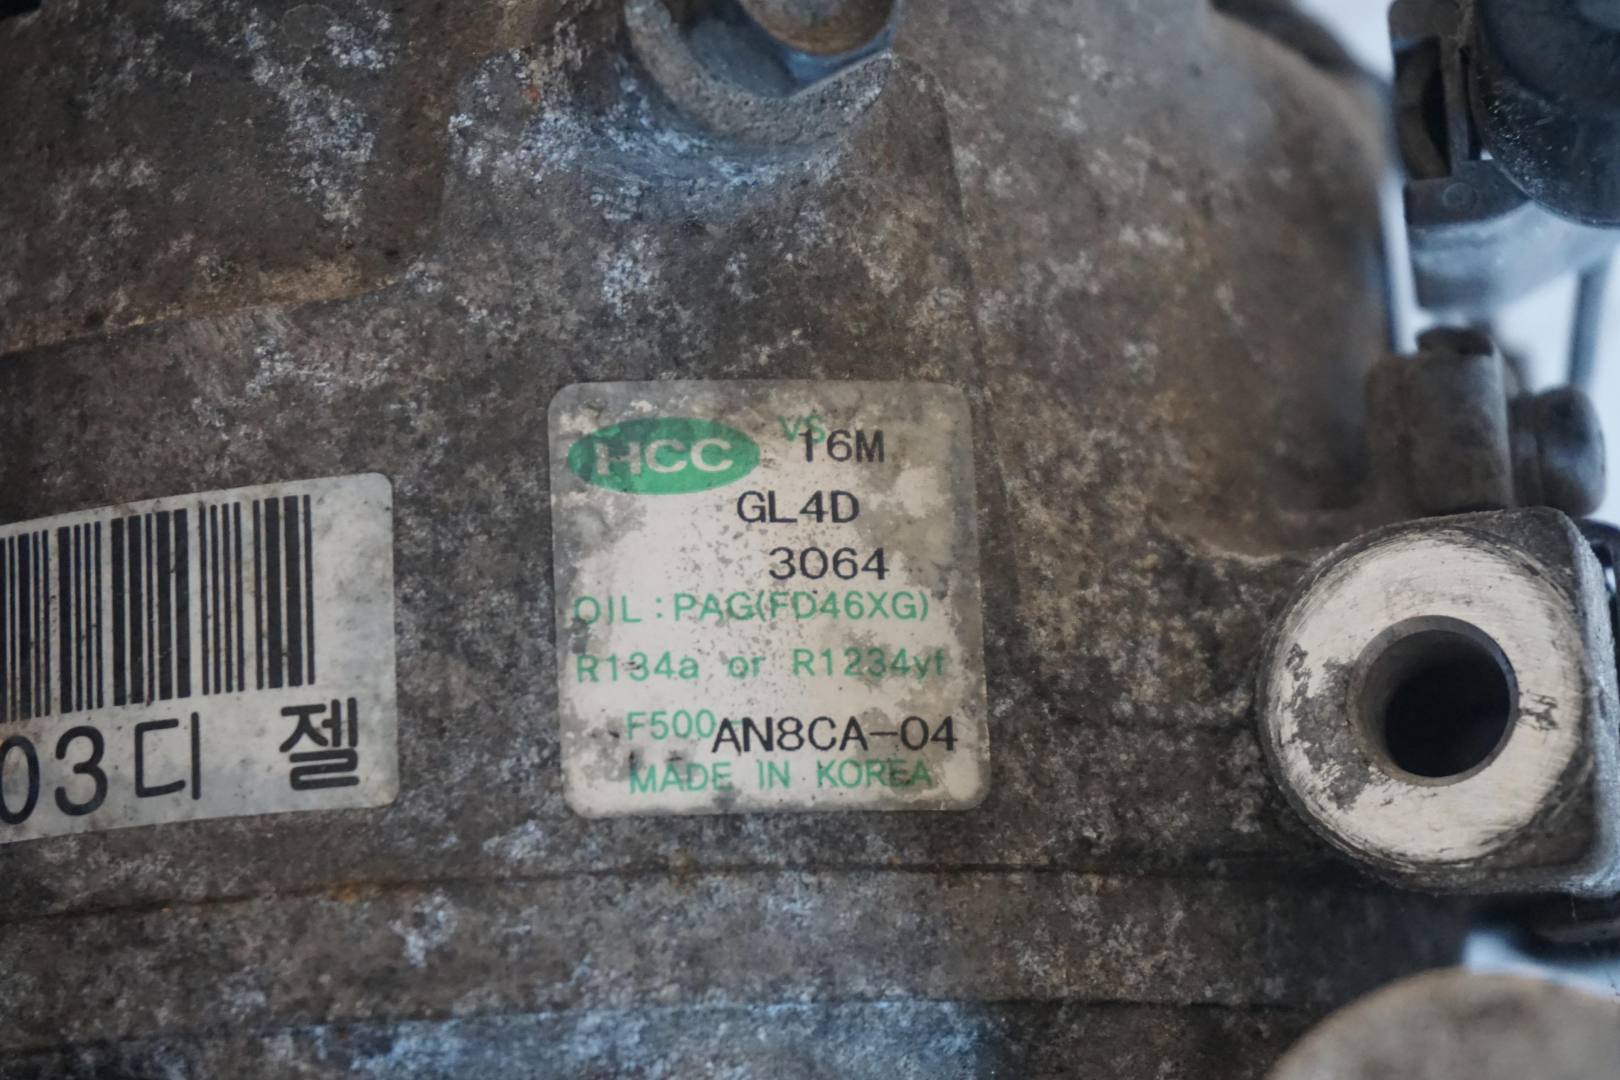 HCC VS 16M
GL4D
3064
OIL : PAG(FD46XG)
R134a or R1234yf
F500-AN8CA-04
MADE IN KOREA
03디 젤